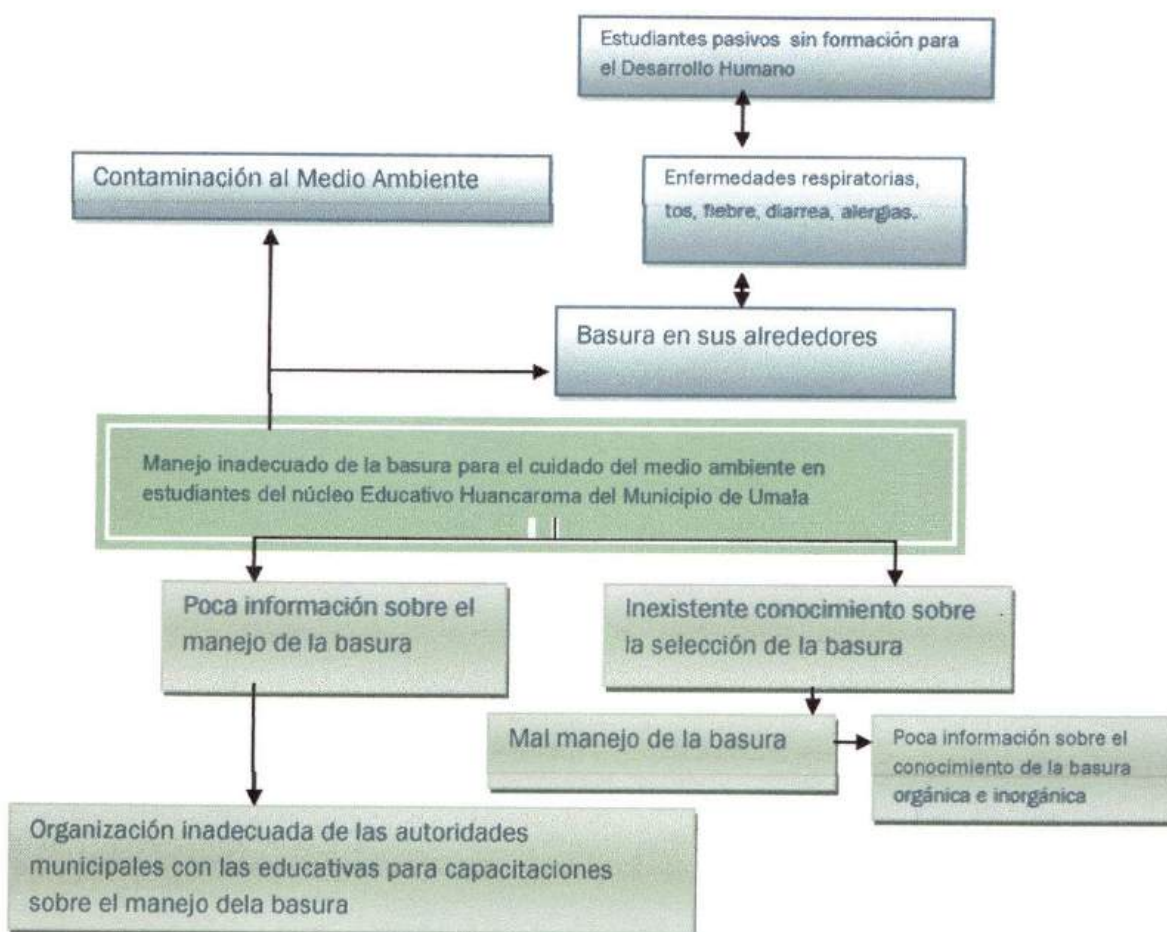 Estudiantes pasivos sin formación para
el Desarrollo Humano
Contaminación al Medio Ambiente
Enfermedades respiratorias,
tos, fiebre, diarrea, alergias.
Basura en sus alrededores
Manejo inadecuado de la basura para el cuidado del medio ambiente en
estudiantes del núcleo Educativo Huancaroma del Municipio de Umala
Poca información sobre el
manejo de la basura
Inexistente conocimiento sobre
la selección de la basura
Mal manejo de la basura
Poca información sobre el
conocimiento de la basura
orgánica e inorgánica
Organización inadecuada de las autoridades
municipales con las educativas para capacitaciones
sobre el manejo dela basura